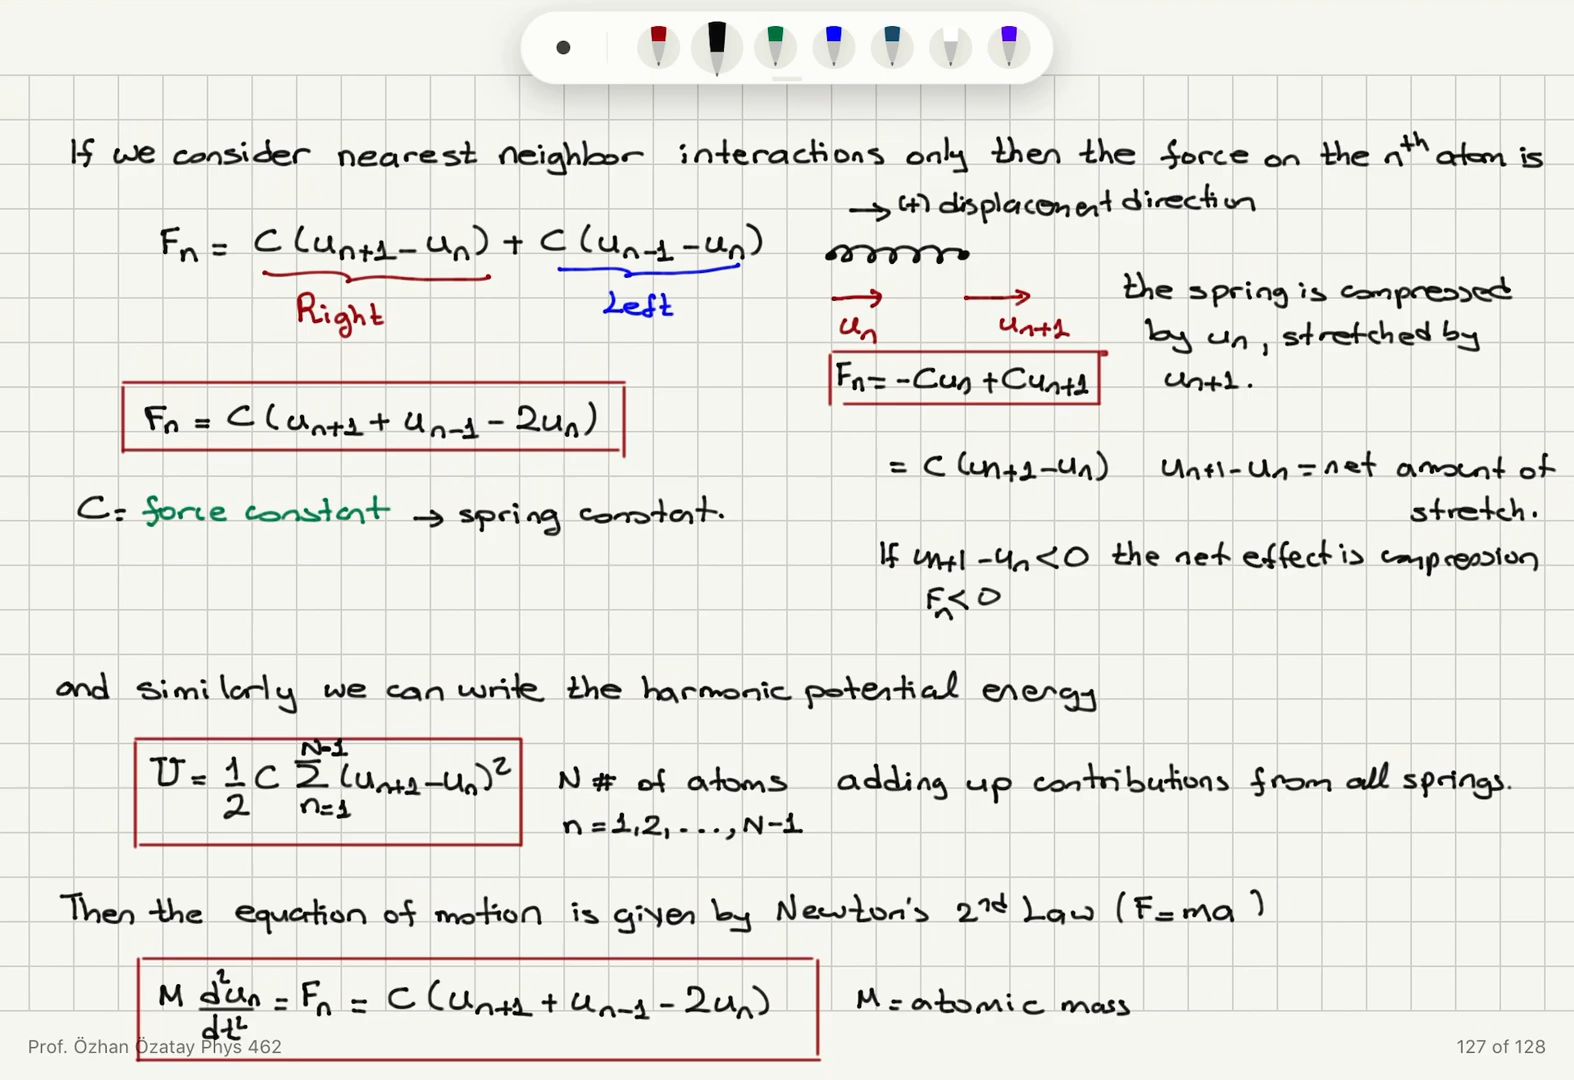 If we consider nearest neighbor interactions only then the force on the nᵗʰ atom is
→ (+) displacement direction
Fₙ = C(uₙ₊₁ - uₙ) + C(uₙ₋₁ - uₙ)
Right
Left
uₙ
uₙ₊₁
the spring is compressed
by uₙ, stretched by
uₙ₊₁.
Fₙ = -Cuₙ + Cuₙ₊₁
Fₙ = C(uₙ₊₁ + uₙ₋₁ - 2uₙ)
= C(uₙ₊₁ - uₙ) uₙ₊₁ - uₙ = net amount of
stretch.
C = force constant → spring constant.
If uₙ₊₁ - uₙ < 0 the net effect is compression
Fₙ < 0
and similarly we can write the harmonic potential energy
U = 1/2 C Σ_{n=1}^{N-1} (uₙ₊₁ - uₙ)²
N # of atoms adding up contributions from all springs.
n = 1, 2, ..., N-1
Then the equation of motion is given by Newton's 2ⁿᵈ Law (F = ma)
M d²uₙ/dt² = Fₙ = C(uₙ₊₁ + uₙ₋₁ - 2uₙ) M = atomic mass
Prof. Özhan Özatay Phys 462
127 of 128